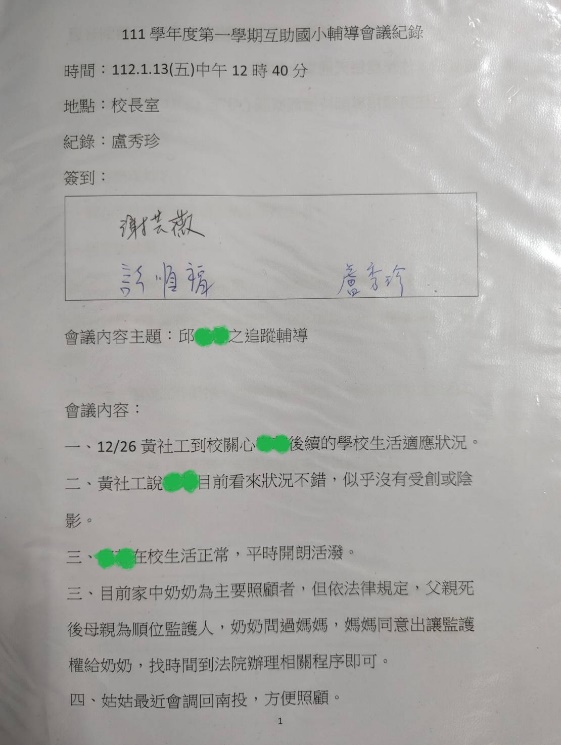 111 學年度第一學期互助國小輔導會議紀錄
時間：112.1.13(五)中午 12 時 40 分
地點：校長室
紀錄：盧秀珍
簽到：
謝芸薇
許順福 盧秀珍
會議內容主題：邱之追蹤輔導
會議內容：
一、12/26 黃社工到校關心後續的學校生活適應狀況。
二、黃社工說目前看來狀況不錯，似乎沒有受創或陰
影。
三、在校生活正常，平時開朗活潑。
三、目前家中奶奶為主要照顧者，但依法律規定，父親死
後母親為順位監護人，奶奶問過媽媽，媽媽同意出讓監護
權給奶奶，找時間到法院辦理相關程序即可。
四、姑姑最近會調回南投，方便照顧。
1